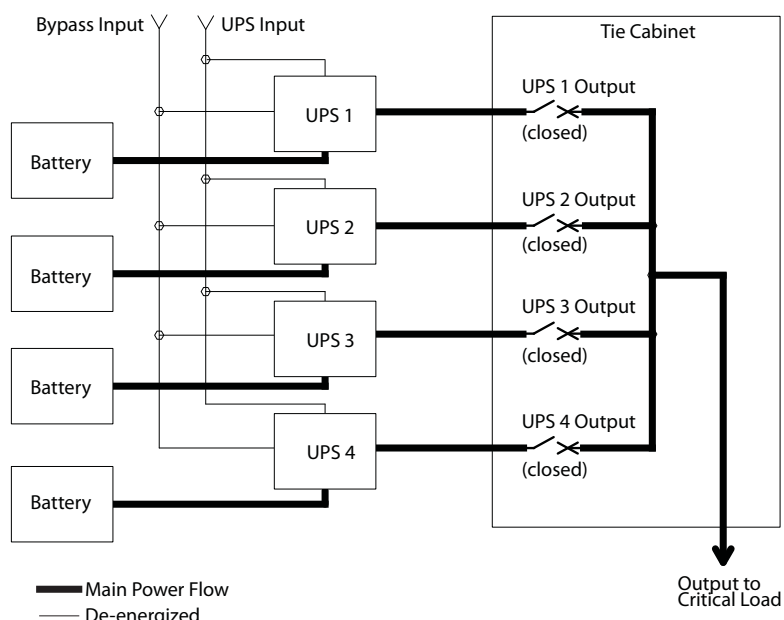 Bypass Input
UPS Input
Tie Cabinet
UPS 1
UPS 1 Output
(closed)
Battery
UPS 2
UPS 2 Output
(closed)
Battery
UPS 3
UPS 3 Output
(closed)
Battery
UPS 4
UPS 4 Output
(closed)
Battery
Main Power Flow
De-energized
Output to
Critical Load